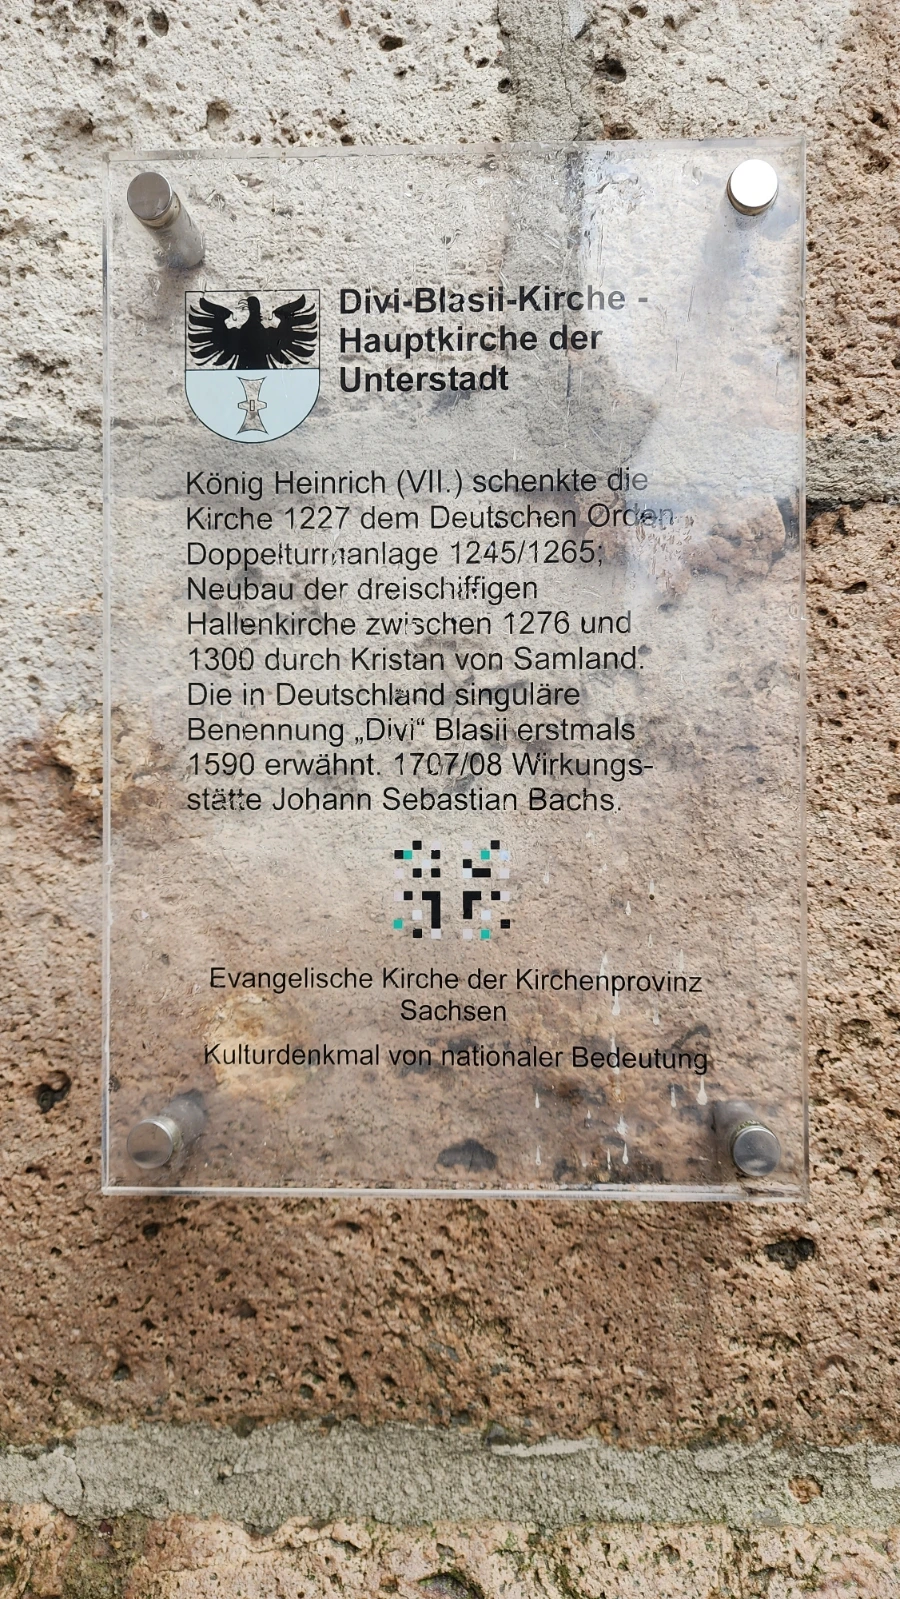 Divi-Blasii-Kirche -
Hauptkirche der
Unterstadt
König Heinrich (VII.) schenkte die
Kirche 1227 dem Deutschen Orden
Doppelturmanlage 1245/1265;
Neubau der dreischiffigen
Hallenkirche zwischen 1276 und
1300 durch Kristan von Samland.
Die in Deutschland singuläre
Benennung „Divi“ Blasii erstmals
1590 erwähnt. 1707/08 Wirkungs-
stätte Johann Sebastian Bachs.
Evangelische Kirche der Kirchenprovinz
Sachsen
Kulturdenkmal von nationaler Bedeutung